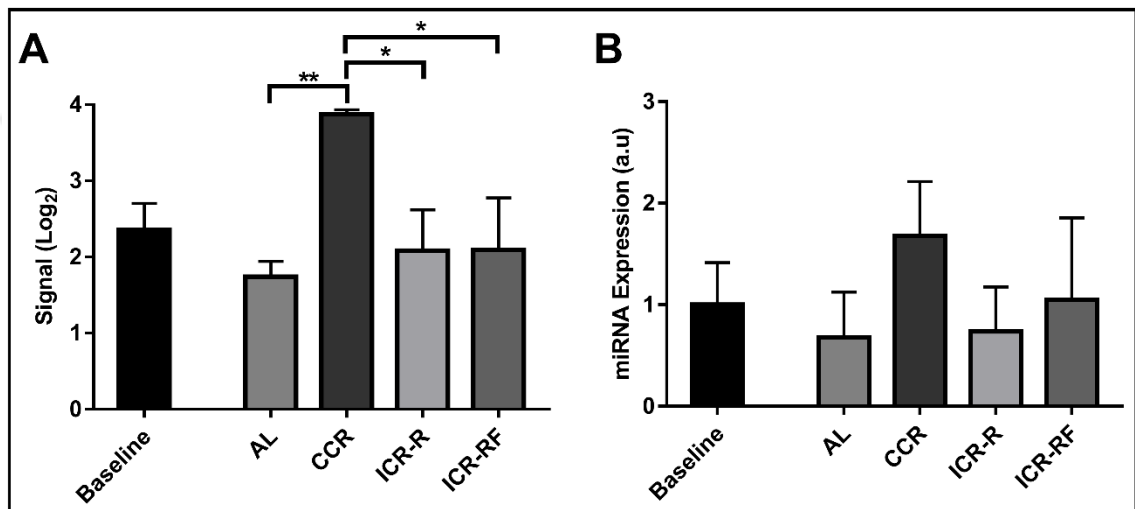 A
Signal (Log₂)
4
3
2
1
0
**
*
*
Baseline
AL
CCR
ICR-R
ICR-RF
B
miRNA Expression (a.u)
3
2
1
0
Baseline
AL
CCR
ICR-R
ICR-RF